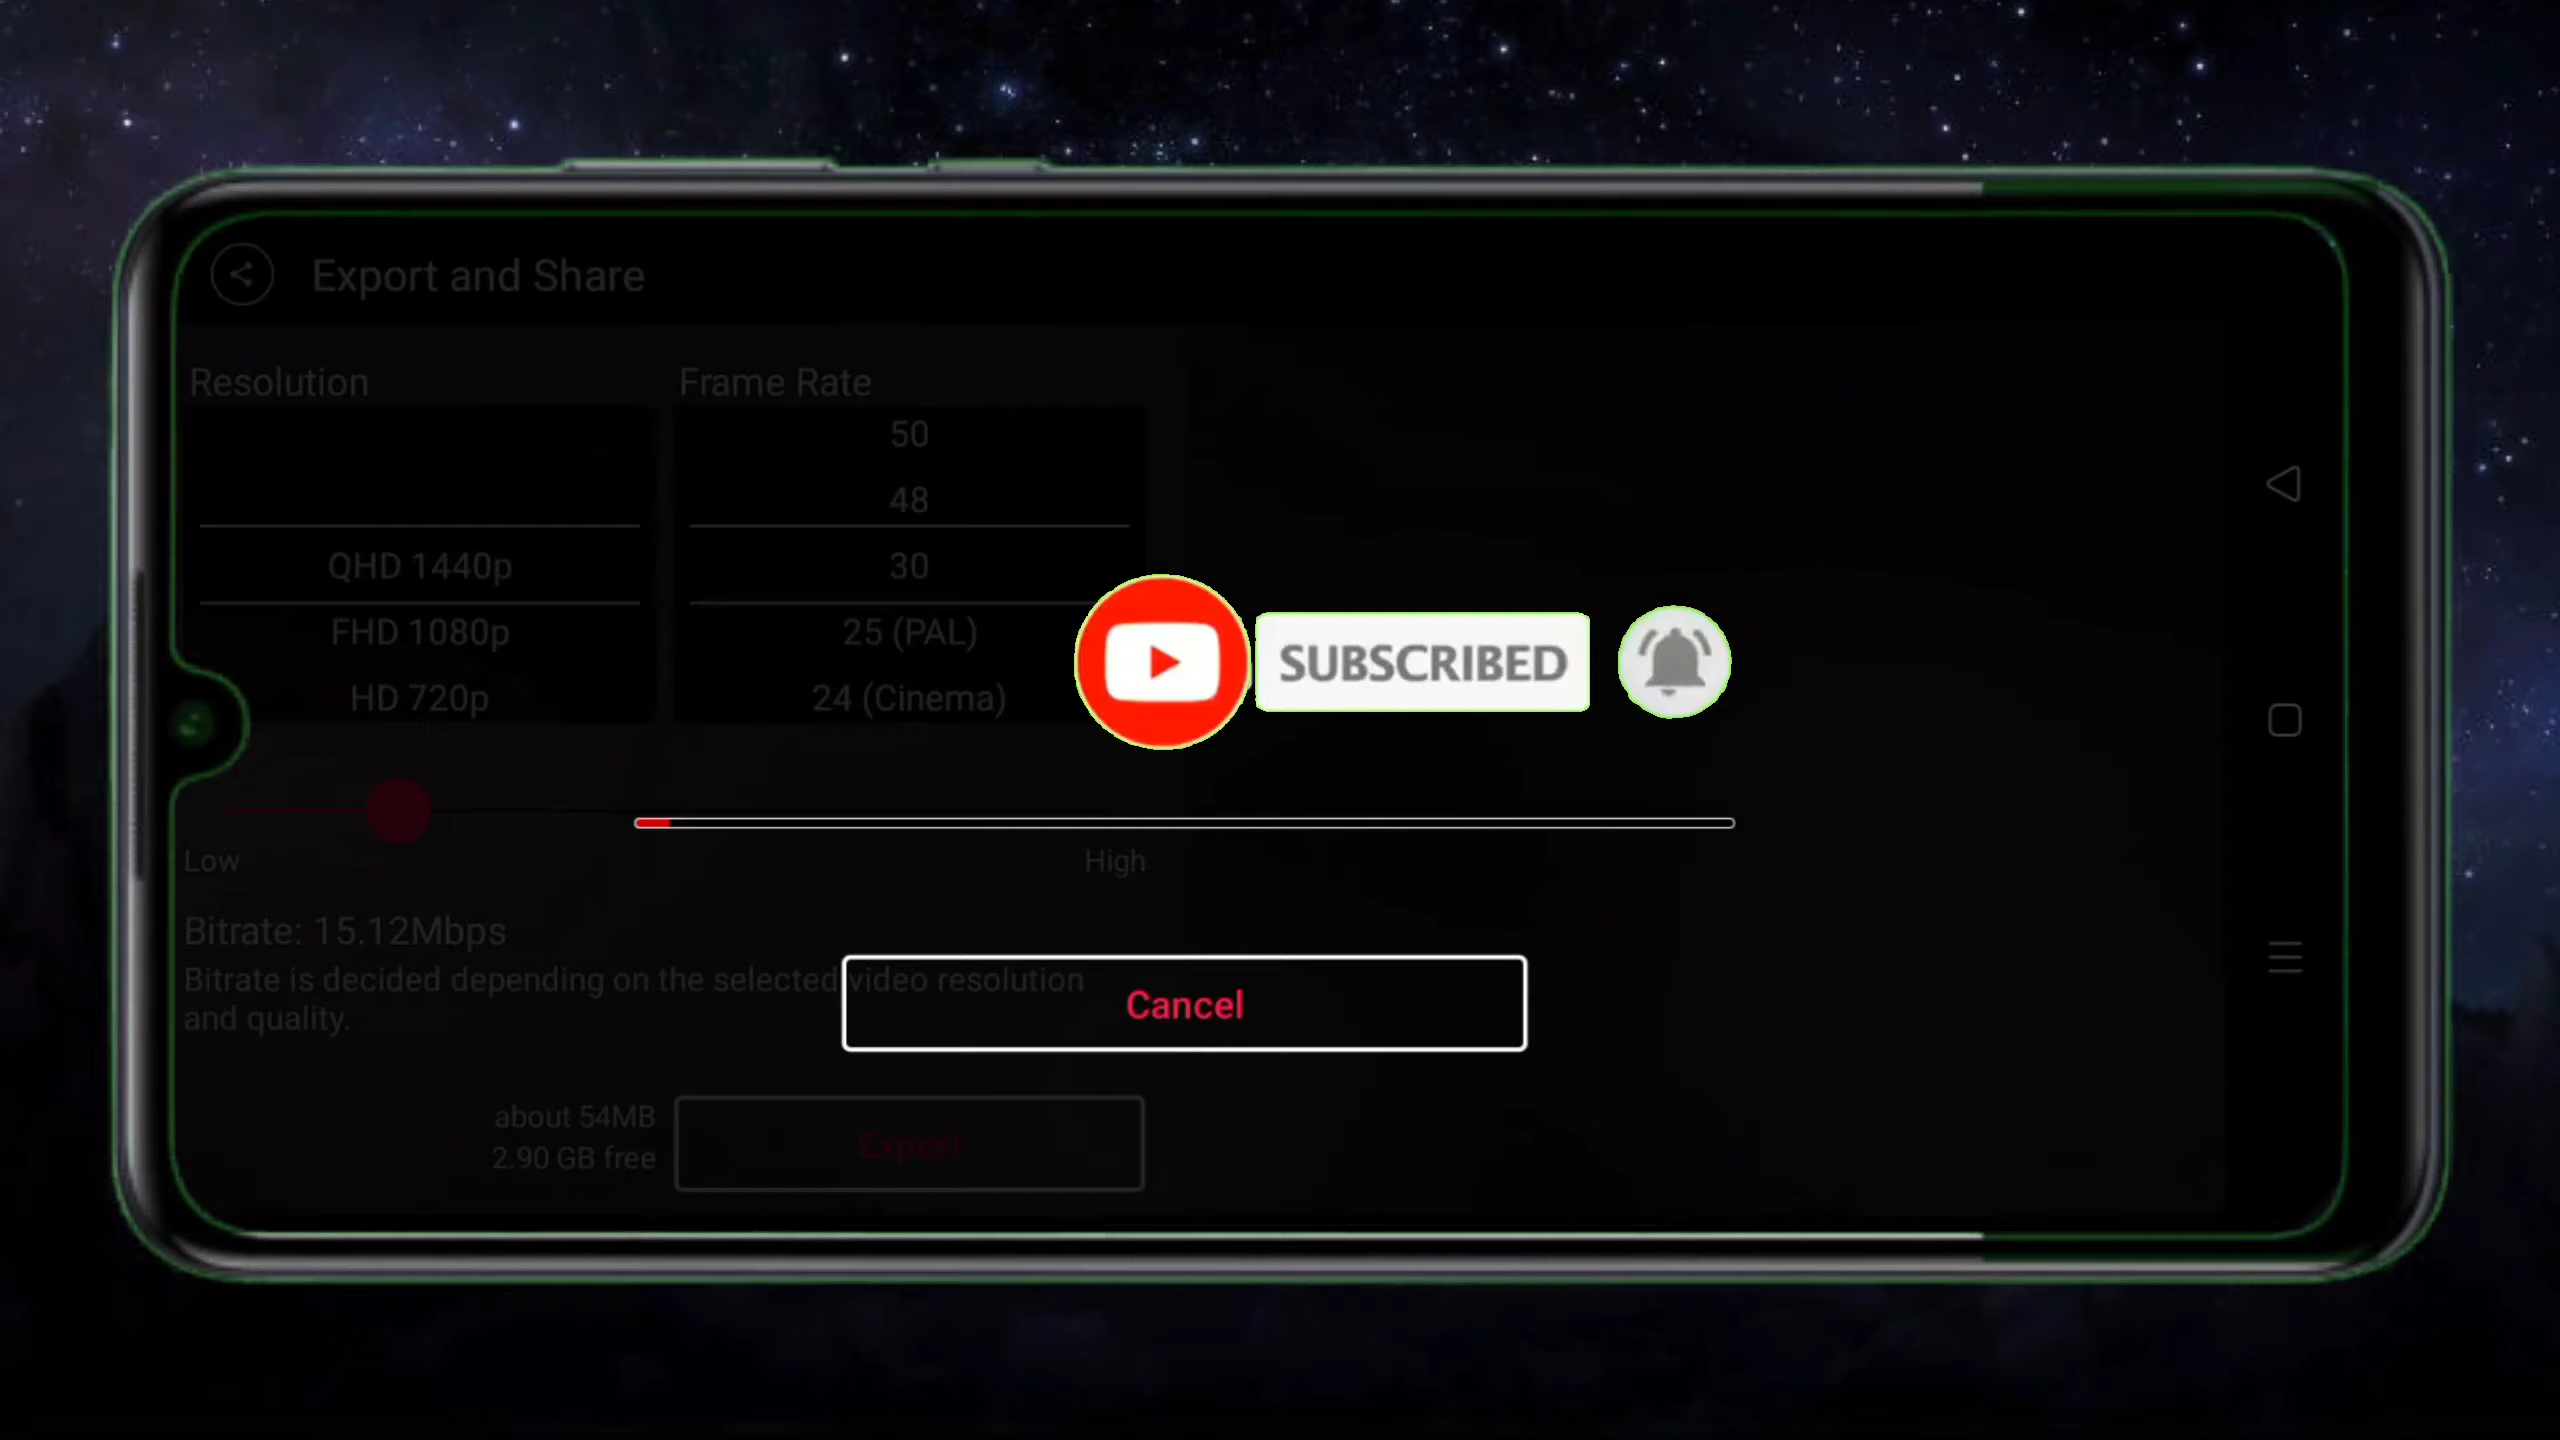 Export and Share
Resolution
Frame Rate
50
48
QHD 1440p
30
FHD 1080p
25 (PAL)
HD 720p
24 (Cinema)
SUBSCRIBED
Low
High
Bitrate: 15.12Mbps
Bitrate is decided depending on the selected video resolution
and quality.
Cancel
about 54MB
2.90 GB free
Export